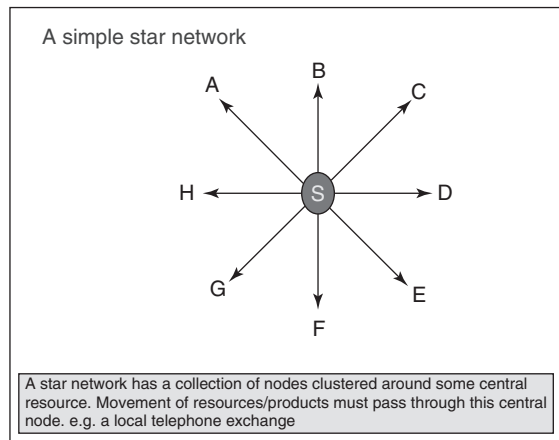 A simple star network
B
A
C
H
S
D
G
E
F
A star network has a collection of nodes clustered around some central
resource. Movement of resources/products must pass through this central
node. e.g. a local telephone exchange